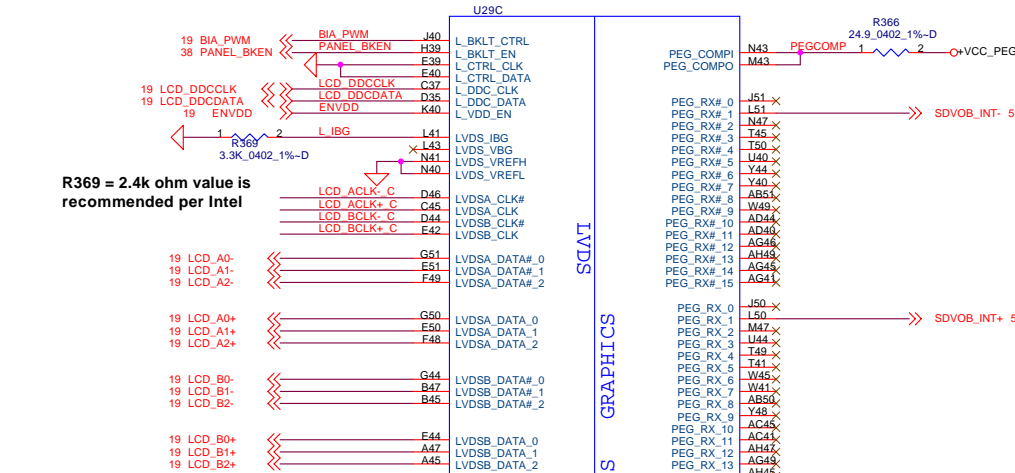 U29C
19 BIA_PWM BIA_PWM J40 L_BKLT_CTRL
38 PANEL_BKEN PANEL_BKEN H39 L_BKLT_EN
E39 L_CTRL_CLK
E40 L_CTRL_DATA
19 LCD_DDCCLK LCD_DDCCLK C37 L_DDC_CLK
19 LCD_DDCDATA LCD_DDCDATA D35 L_DDC_DATA
19 ENVDD ENVDD K40 L_VDD_EN
1 R369 2 L_IBG L41 LVDS_IBG
3.3K_0402_1%~D
L43 LVDS_VBG
N41 LVDS_VREFH
N40 LVDS_VREFL
R369 = 2.4k ohm value is
recommended per Intel
LCD_ACLK-_C D46 LVDSA_CLK#
LCD_ACLK+_C C45 LVDSA_CLK
LCD_BCLK-_C D44 LVDSB_CLK#
LCD_BCLK+_C E42 LVDSB_CLK
19 LCD_A0- G51 LVDSA_DATA#_0
19 LCD_A1- E51 LVDSA_DATA#_1
19 LCD_A2- F49 LVDSA_DATA#_2
19 LCD_A0+ G50 LVDSA_DATA_0
19 LCD_A1+ E50 LVDSA_DATA_1
19 LCD_A2+ F48 LVDSA_DATA_2
19 LCD_B0- G44 LVDSB_DATA#_0
19 LCD_B1- B47 LVDSB_DATA#_1
19 LCD_B2- B45 LVDSB_DATA#_2
19 LCD_B0+ E44 LVDSB_DATA_0
19 LCD_B1+ A47 LVDSB_DATA_1
19 LCD_B2+ A45 LVDSB_DATA_2
LVDS
GRAPHICS
S
R366
24.9_0402_1%~D
PEG_COMPI N43 PEGCOMP 1 2 +VCC_PEG
PEG_COMPO M43
PEG_RX#_0 J51
PEG_RX#_1 L51 SDVOB_INT- 5
PEG_RX#_2 N47
PEG_RX#_3 T45
PEG_RX#_4 T50
PEG_RX#_5 U40
PEG_RX#_6 Y44
PEG_RX#_7 Y40
PEG_RX#_8 AB51
PEG_RX#_9 W49
PEG_RX#_10 AD44
PEG_RX#_11 AD40
PEG_RX#_12 AG46
PEG_RX#_13 AH49
PEG_RX#_14 AG45
PEG_RX#_15 AG41
PEG_RX_0 J50
PEG_RX_1 L50 SDVOB_INT+ 5
PEG_RX_2 M47
PEG_RX_3 U44
PEG_RX_4 T49
PEG_RX_5 T41
PEG_RX_6 W45
PEG_RX_7 W41
PEG_RX_8 AB50
PEG_RX_9 Y48
PEG_RX_10 AC45
PEG_RX_11 AC41
PEG_RX_12 AH47
PEG_RX_13 AG49